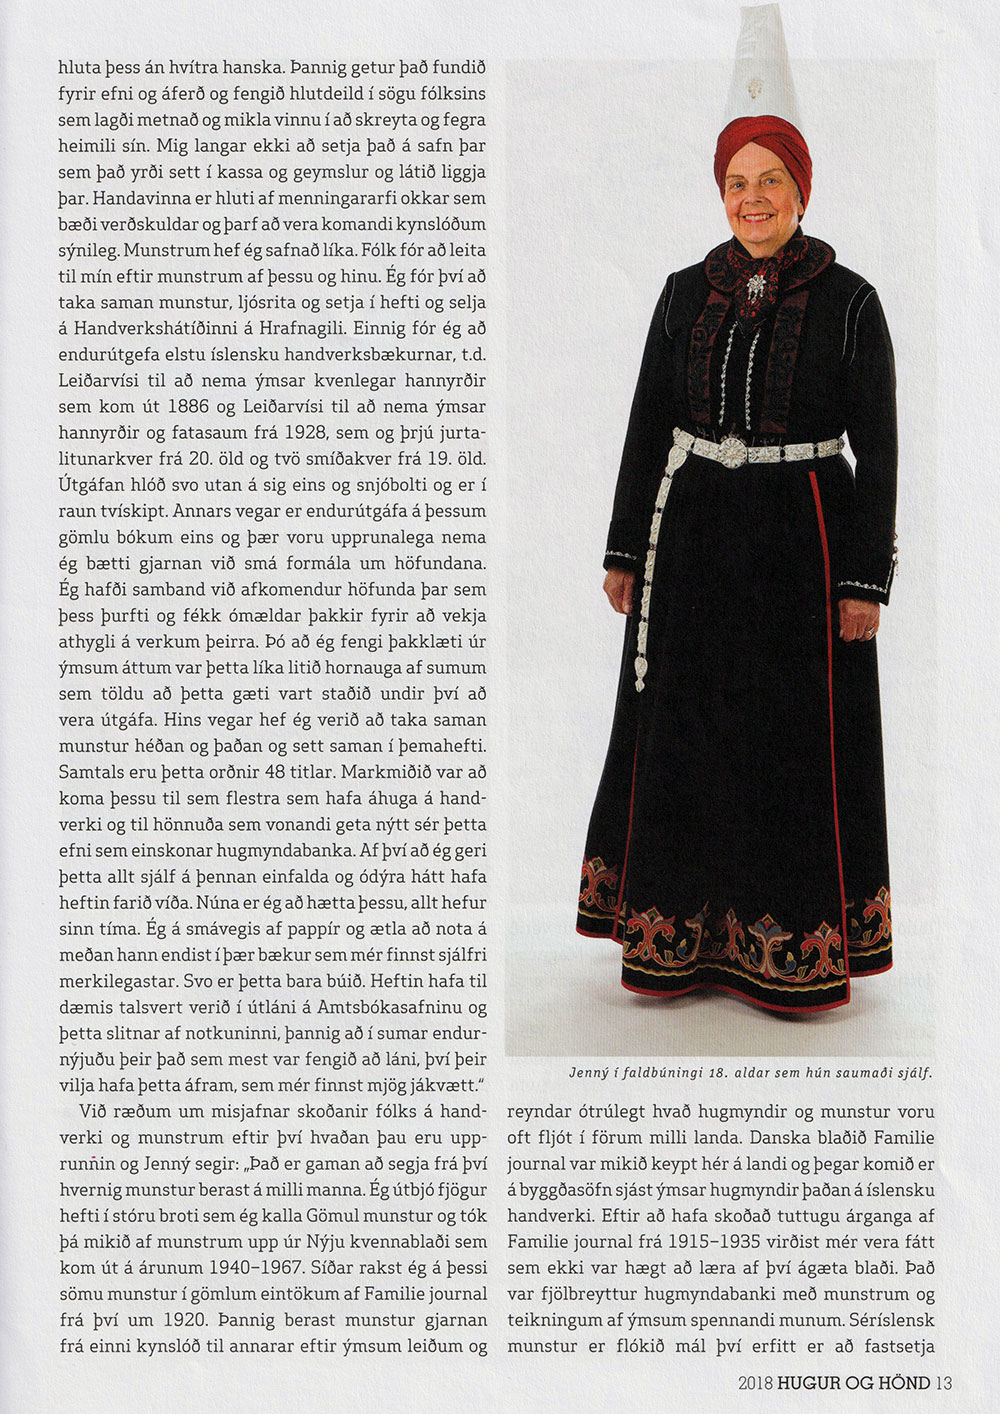 hluta þess án hvítra hanska. Þannig getur það fundið
fyrir efni og áferð og fengið hlutdeild í sögu fólksins
sem lagði metnað og mikla vinnu í að skreyta og fegra
heimili sín. Mig langar ekki að setja það á safn þar
sem það yrði sett í kassa og geymslur og látið liggja
þar. Handavinna er hluti af menningararfi okkar sem
bæði verðskuldar og þarf að vera komandi kynslóðum
sýnileg. Munstrum hef ég safnað líka. Fólk fór að leita
til mín eftir munstrum af þessu og hinu. Ég fór því að
taka saman munstur, ljósrita og setja í hefti og selja
á Handverkshátíðinni á Hrafnagili. Einnig fór ég að
endurútgefa elstu íslensku handverksbækurnar, t.d.
Leiðarvísi til að nema ýmsar kvenlegar hannyrðir
sem kom út 1886 og Leiðarvísi til að nema ýmsar
hannyrðir og fatasaum frá 1928, sem og þrjú jurta-
litunarkver frá 20. öld og tvö smíðakver frá 19. öld.
Útgáfan hlóð svo utan á sig eins og snjóbolti og er í
raun tvískipt. Annars vegar er endurútgáfa á þessum
gömlu bókum eins og þær voru upprunalega nema
ég bætti gjarnan við smá formála um höfundana.
Ég hafði samband við afkomendur höfunda þar sem
þess þurfti og fékk ómældar þakkir fyrir að vekja
athygli á verkum þeirra. Þó að ég fengi þakklæti úr
ýmsum áttum var þetta líka litið hornauga af sumum
sem töldu að þetta gæti vart staðið undir því að
vera útgáfa. Hins vegar hef ég verið að taka saman
munstur héðan og þaðan og sett saman í þemahefti.
Samtals eru þetta orðnir 48 titlar. Markmiðið var að
koma þessu til sem flestra sem hafa áhuga á hand-
verki og til hönnuða sem vonandi geta nýtt sér þetta
efni sem einskonar hugmyndabanka. Af því að ég geri
þetta allt sjálf á þennan einfalda og ódýra hátt hafa
heftin farið víða. Núna er ég að hætta þessu, allt hefur
sinn tíma. Ég á smávegis af pappír og ætla að nota á
meðan hann endist í þær bækur sem mér finnst sjálfri
merkilegastar. Svo er þetta bara búið. Heftin hafa til
dæmis talsvert verið í útláni á Amtsbókasafninu og
þetta slitnar af notkuninni, þannig að í sumar endur-
nýjuðu þeir það sem mest var fengið að láni, því þeir
vilja hafa þetta áfram, sem mér finnst mjög jákvætt.“
Við ræðum um misjafnar skoðanir fólks á hand-
verki og munstrum eftir því hvaðan þau eru upp-
runnin og Jenný segir: „Það er gaman að segja frá því
hvernig munstur berast á milli manna. Ég útbjó fjögur
hefti í stóru broti sem ég kalla Gömul munstur og tók
þá mikið af munstrum upp úr Nýju kvennablaði sem
kom út á árunum 1940–1967. Síðar rakst ég á þessi
sömu munstur í gömlum eintökum af Familie journal
frá því um 1920. Þannig berast munstur gjarnan
frá einni kynslóð til annarar eftir ýmsum leiðum og
Jenný í faldbúningi 18. aldar sem hún saumaði sjálf.
reyndar ótrúlegt hvað hugmyndir og munstur voru
oft fljót í förum milli landa. Danska blaðið Familie
journal var mikið keypt hér á landi og þegar komið er
á byggðasöfn sjást ýmsar hugmyndir þaðan á íslensku
handverki. Eftir að hafa skoðað tuttugu árganga af
Familie journal frá 1915–1935 virðist mér vera fátt
sem ekki var hægt að læra af því ágæta blaði. Það
var fjölbreyttur hugmyndabanki með munstrum og
teikningum af ýmsum spennandi munum. Séríslensk
munstur er flókið mál því erfitt er að fastsetja
2018 HUGUR OG HÖND 13